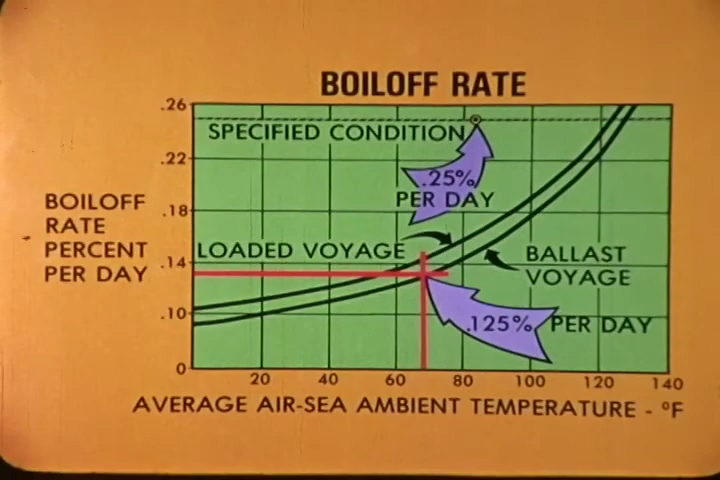 BOILOFF RATE
.26
SPECIFIED CONDITION
.22
.25%
PER DAY
.18
BOILOFF
RATE
PERCENT
PER DAY
LOADED VOYAGE
BALLAST
VOYAGE
.14
.10
.125% PER DAY
0
20 40 60 80 100 120 140
AVERAGE AIR-SEA AMBIENT TEMPERATURE - °F